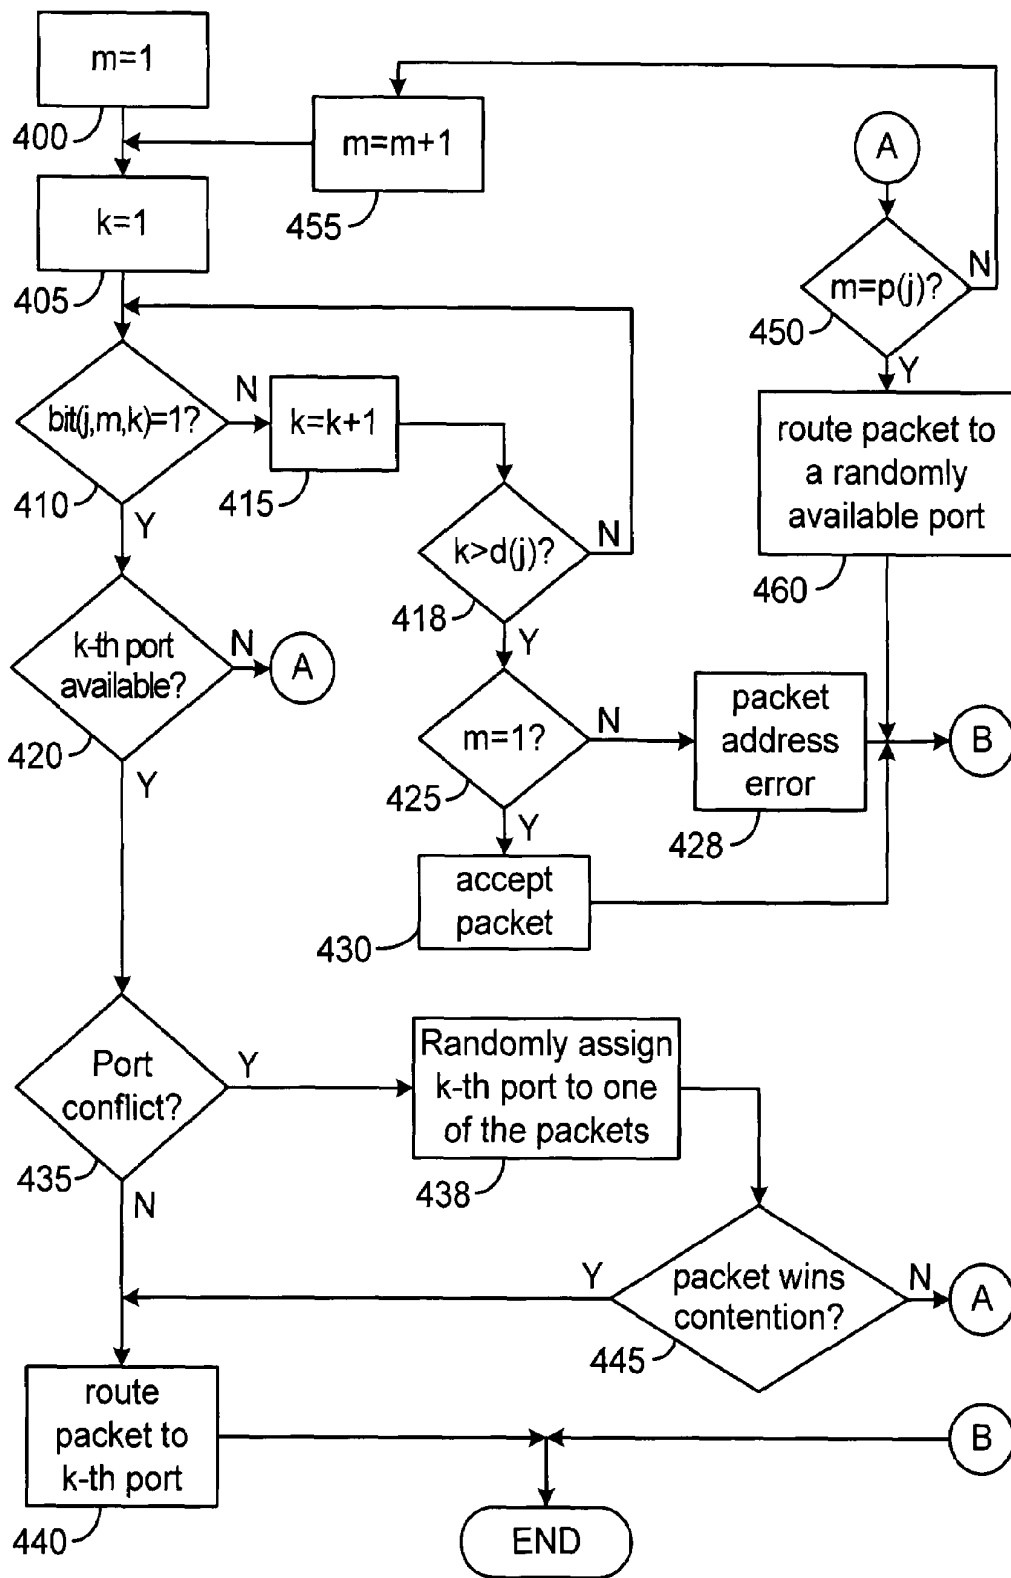 m=1
400
m=m+1
455
A
k=1
405
m=p(j)?
N
450
Y
bit(j,m,k)=1?
N
410
Y
k=k+1
415
k>d(j)?
N
418
Y
route packet to
a randomly
available port
460
k-th port
available?
N
A
420
Y
m=1?
N
425
Y
packet
address
error
428
B
accept
packet
430
Port
conflict?
Y
435
N
Randomly assign
k-th port to one
of the packets
438
packet wins
contention?
Y
N
A
445
route
packet to
k-th port
440
B
END